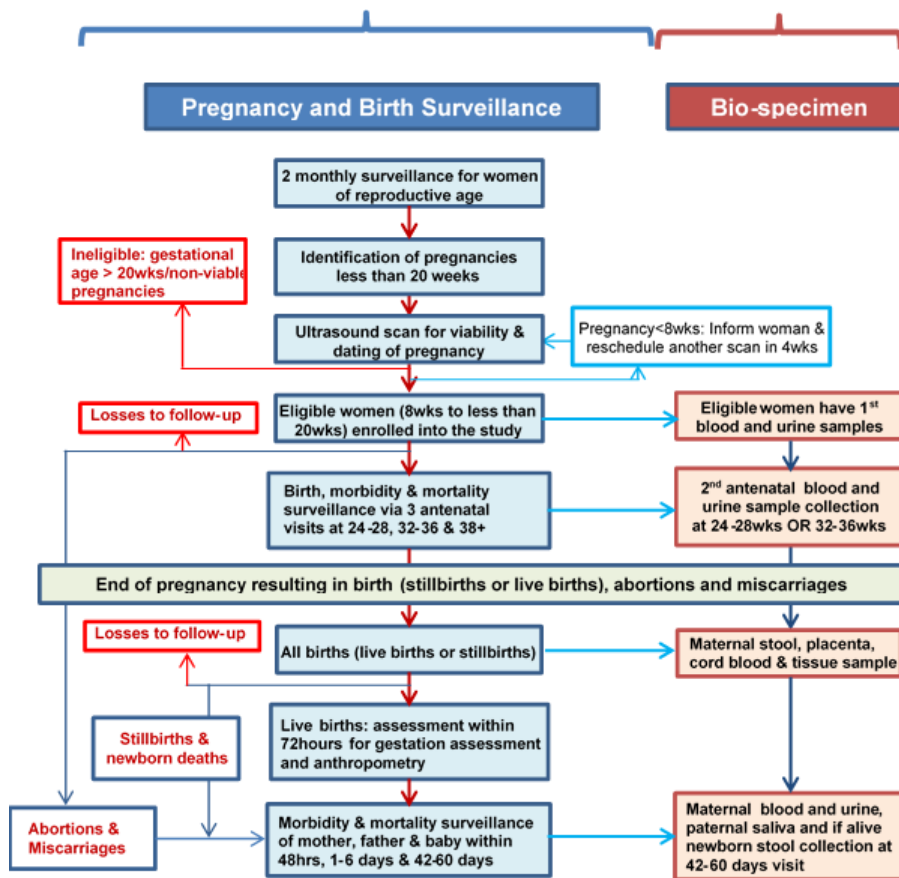 Pregnancy and Birth Surveillance
Bio-specimen
2 monthly surveillance for women
of reproductive age
Ineligible: gestational
age > 20wks/non-viable
pregnancies
Identification of pregnancies
less than 20 weeks
Ultrasound scan for viability &
dating of pregnancy
Pregnancy<8wks: Inform woman &
reschedule another scan in 4wks
Losses to follow-up
Eligible women (8wks to less than
20wks) enrolled into the study
Eligible women have 1st
blood and urine samples
Birth, morbidity & mortality
surveillance via 3 antenatal
visits at 24-28, 32-36 & 38+
2nd antenatal blood and
urine sample collection
at 24-28wks OR 32-36wks
End of pregnancy resulting in birth (stillbirths or live births), abortions and miscarriages
Losses to follow-up
All births (live births or stillbirths)
Maternal stool, placenta,
cord blood & tissue sample
Stillbirths &
newborn deaths
Live births: assessment within
72hours for gestation assessment
and anthropometry
Abortions &
Miscarriages
Morbidity & mortality surveillance
of mother, father & baby within
48hrs, 1-6 days & 42-60 days
Maternal blood and urine,
paternal saliva and if alive
newborn stool collection at
42-60 days visit